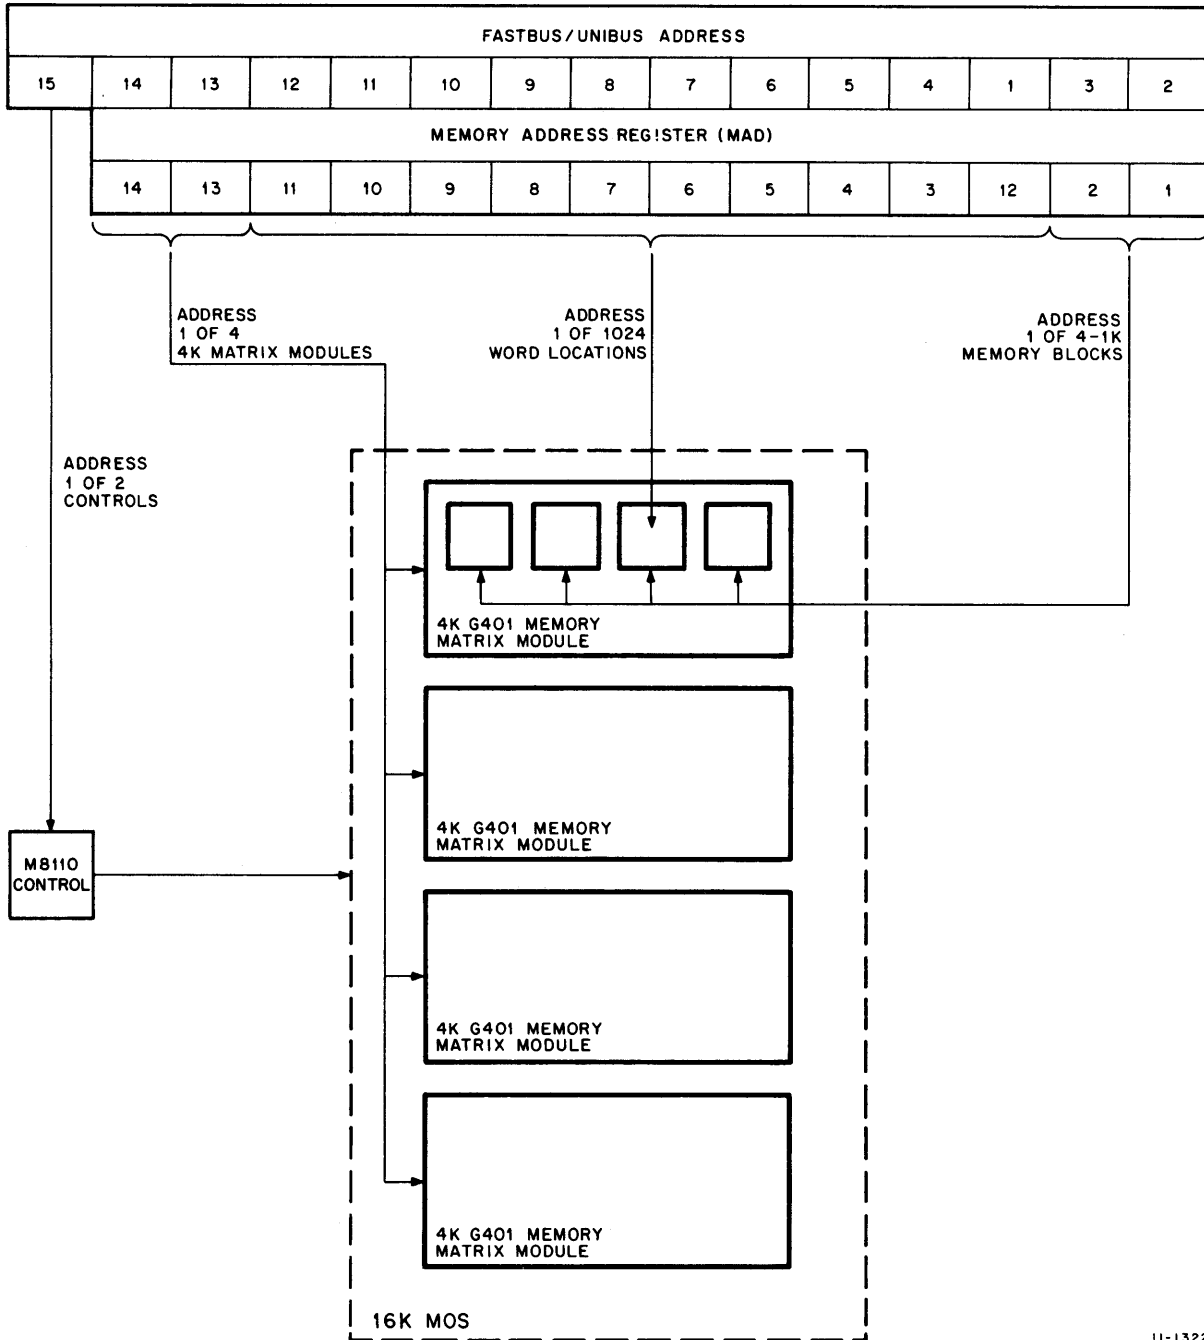 FASTBUS/UNIBUS ADDRESS
15 14 13 12 11 10 9 8 7 6 5 4 1 3 2
MEMORY ADDRESS REGISTER (MAD)
14 13 11 10 9 8 7 6 5 4 3 12 2 1
ADDRESS
1 OF 4
4K MATRIX MODULES
ADDRESS
1 OF 1024
WORD LOCATIONS
ADDRESS
1 OF 4-1K
MEMORY BLOCKS
ADDRESS
1 OF 2
CONTROLS
4K G401 MEMORY
MATRIX MODULE
4K G401 MEMORY
MATRIX MODULE
M8110
CONTROL
4K G401 MEMORY
MATRIX MODULE
4K G401 MEMORY
MATRIX MODULE
16K MOS